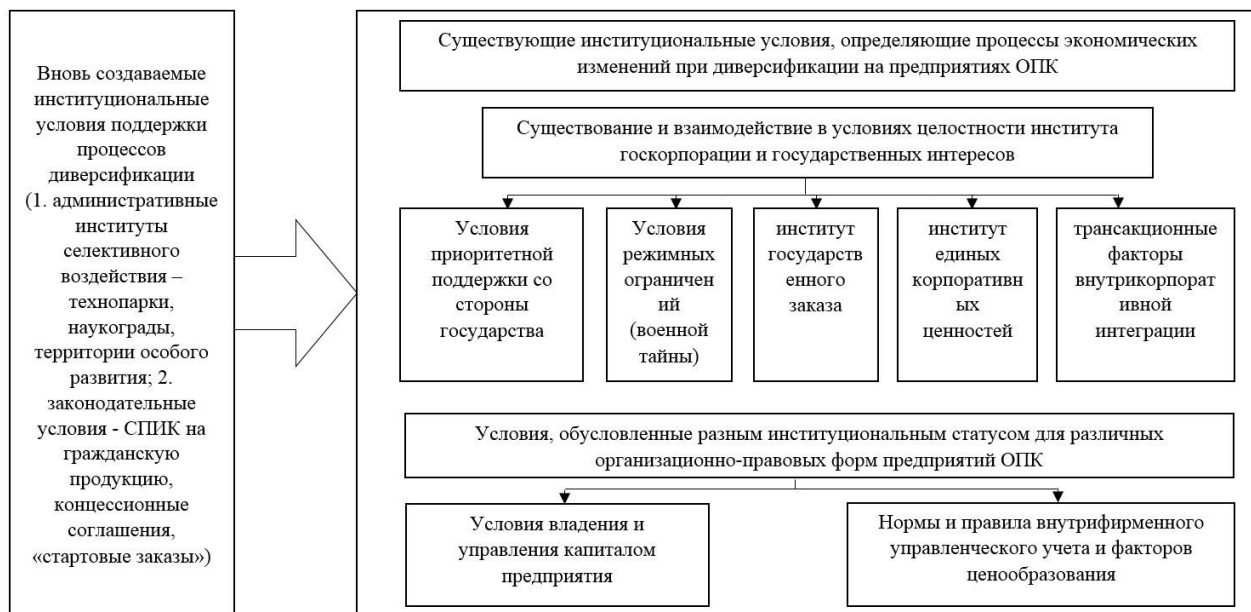 Вновь создаваемые
институциональные
условия поддержки
процессов
диверсификации
(1. административные
институты
селективного
воздействия –
технопарки,
наукограды,
территории особого
развития; 2.
законодательные
условия - СПИК на
гражданскую
продукцию,
концессионные
соглашения,
«стартовые заказы»)
Существующие институциональные условия, определяющие процессы экономических
изменений при диверсификации на предприятиях ОПК
Существование и взаимодействие в условиях целостности института
госкорпорации и государственных интересов
Условия
приоритетной
поддержки со
стороны
государства
Условия
режимных
ограничен
ий
(военной
тайны)
институт
государств
енного
заказа
институт
единых
корпоративн
ых
ценностей
трансакционные
факторы
внутрикорпорат
ивной
интеграции
Условия, обусловленные разным институциональным статусом для различных
организационно-правовых форм предприятий ОПК
Условия владения и
управления капиталом
предприятия
Нормы и правила внутрифирменного
управленческого учета и факторов
ценообразования